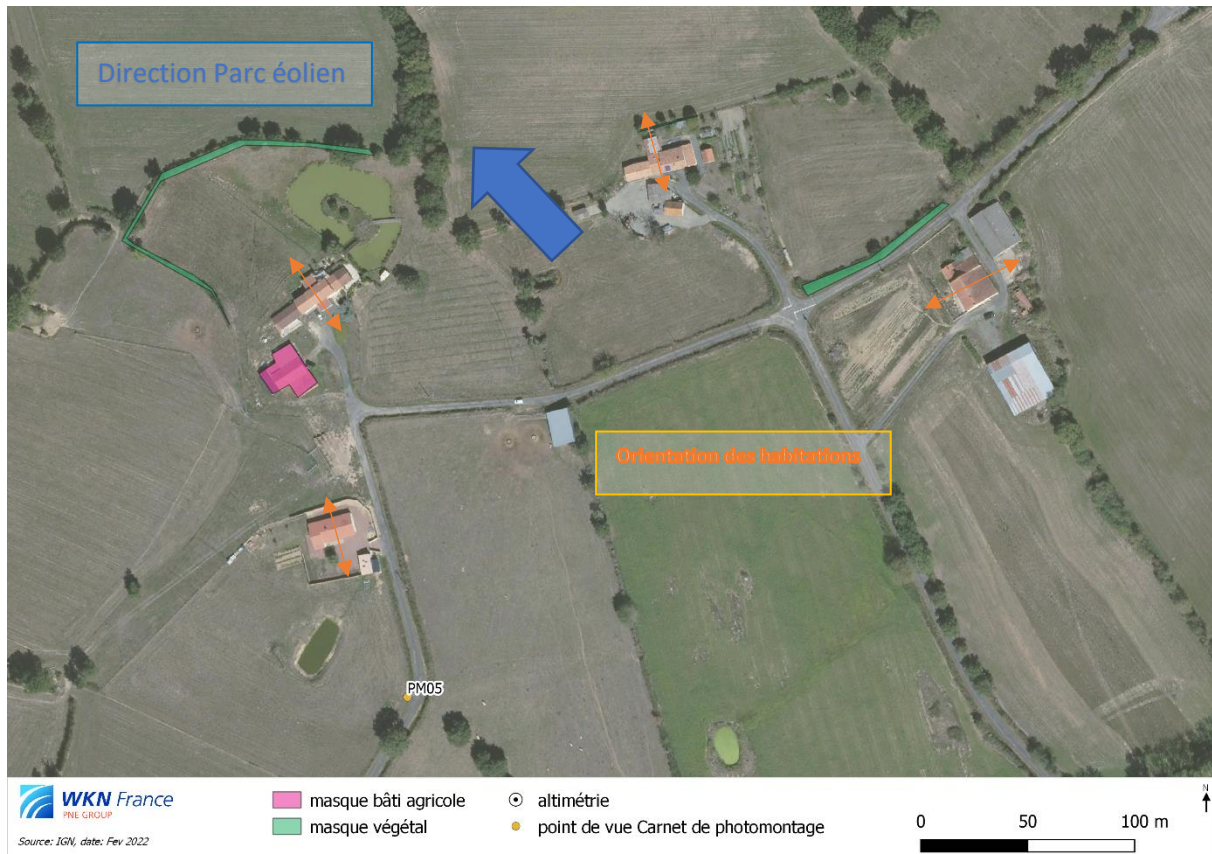 Direction Parc éolien
Orientation des habitations
PM05
WKN France
PNE GROUP
Source: IGN, date: Fev 2022
masque bâti agricole
masque végétal
altimétrie
point de vue Carnet de photomontage
N
0 50 100 m